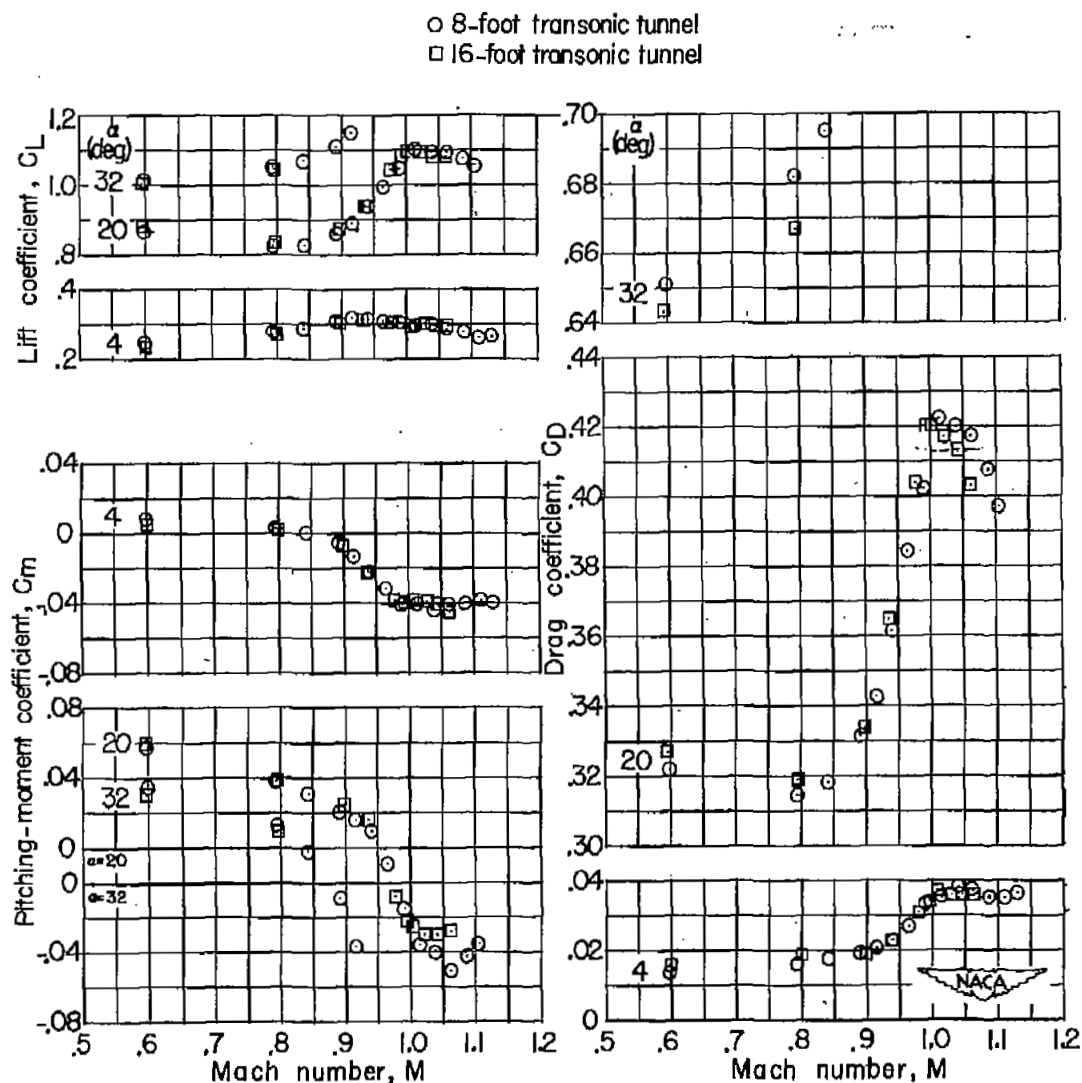 8-foot transonic tunnel
16-foot transonic tunnel
Lift coefficient, CL
1.2
1.0
.8
α
(deg)
32
20
.4
.2
4
Pitching-moment coefficient, Cm
.04
0
-.04
-.08
4
.08
.04
0
0
-.04
-.08
20
32
α=20
α=32
.5 .6 .7 .8 .9 1.0 1.1 1.2
Mach number, M
Drag coefficient, CD
.70
.68
.66
.64
α
(deg)
32
.44
.42
.40
.38
.36
.34
.32
.30
20
.04
.02
0
4
NACA
.5 .6 .7 .8 .9 1.0 1.1 1.2
Mach number, M